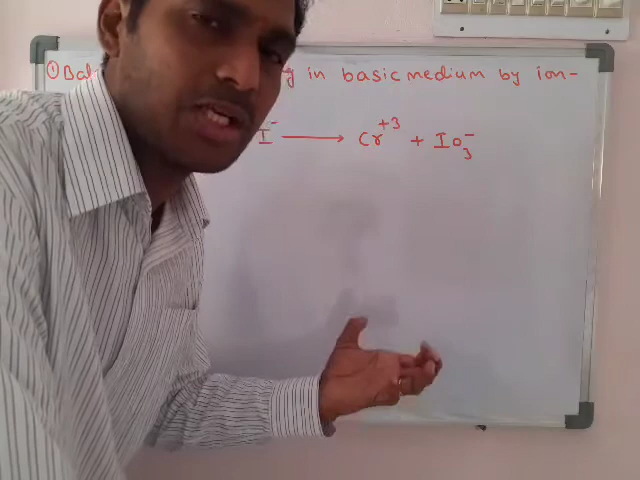 ① Bal g in basic medium by ion-
I⁻ ⟶ Cr⁺³ + Io₃⁻